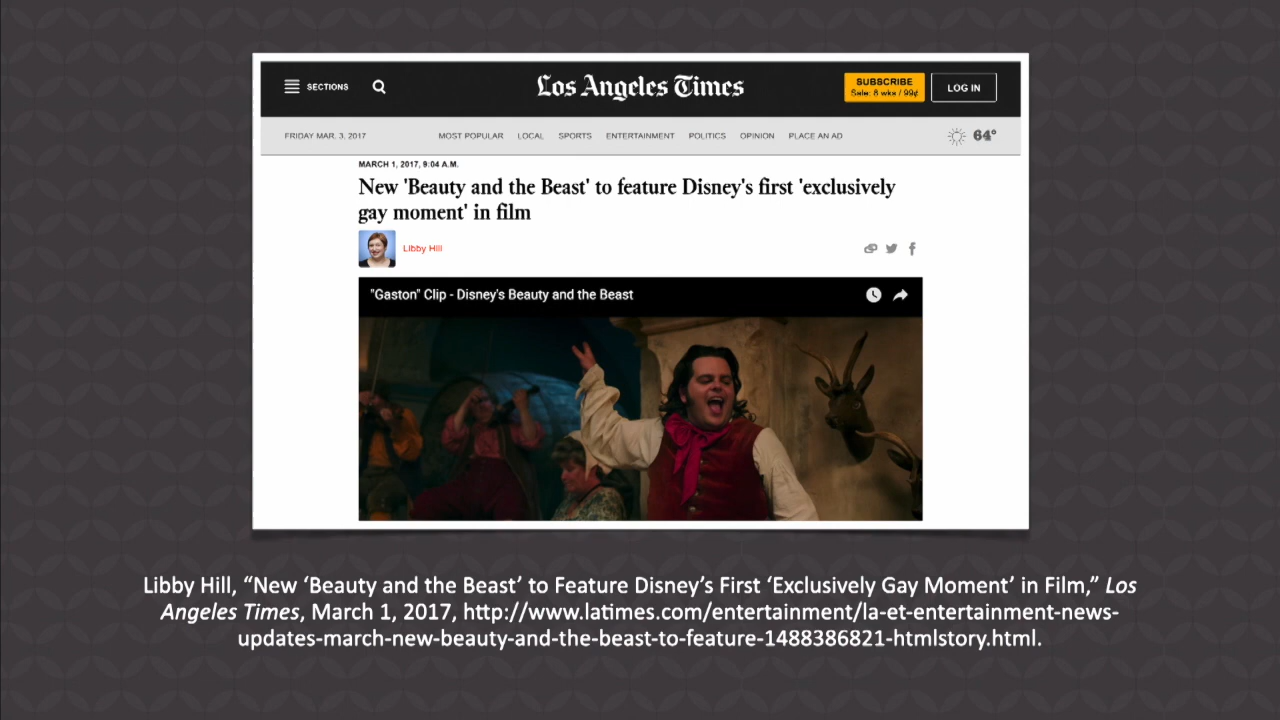 SECTIONS
Los Angeles Times
SUBSCRIBE
Sale: 8 wks / 99¢
LOG IN
FRIDAY MAR. 3, 2017
MOST POPULAR LOCAL SPORTS ENTERTAINMENT POLITICS OPINION PLACE AN AD
64°
MARCH 1, 2017, 9:04 A.M.
New 'Beauty and the Beast' to feature Disney's first 'exclusively
gay moment' in film
Libby Hill
"Gaston" Clip - Disney's Beauty and the Beast
Libby Hill, “New ‘Beauty and the Beast’ to Feature Disney’s First ‘Exclusively Gay Moment’ in Film,” Los
Angeles Times, March 1, 2017, http://www.latimes.com/entertainment/la-et-entertainment-news-
updates-march-new-beauty-and-the-beast-to-feature-1488386821-htmlstory.html.